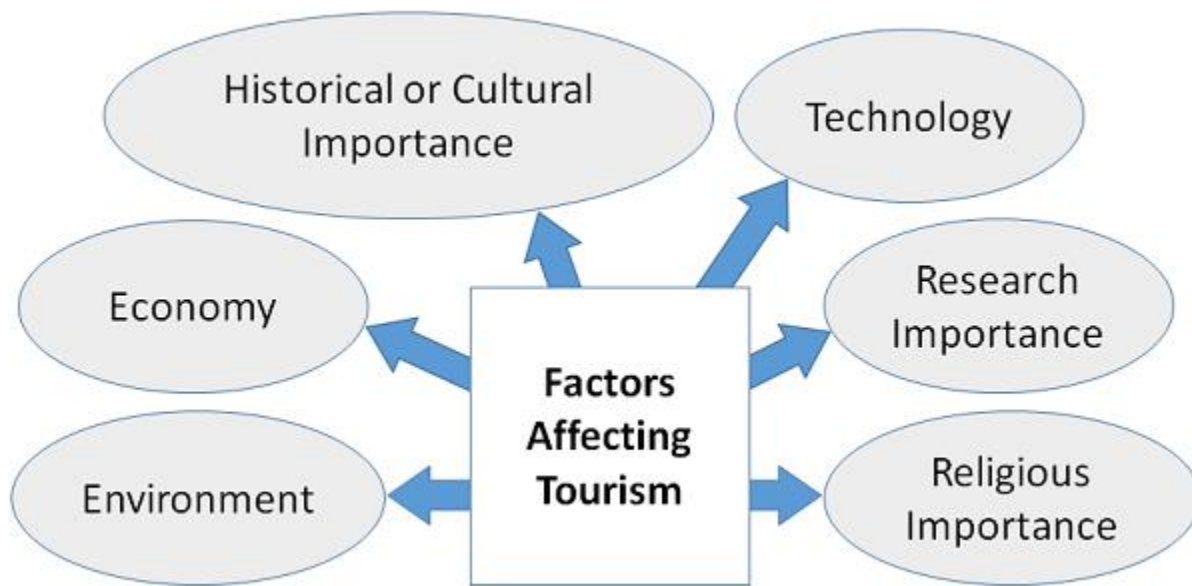 Historical or Cultural
Importance
Technology
Economy
Research
Importance
Factors
Affecting
Tourism
Environment
Religious
Importance